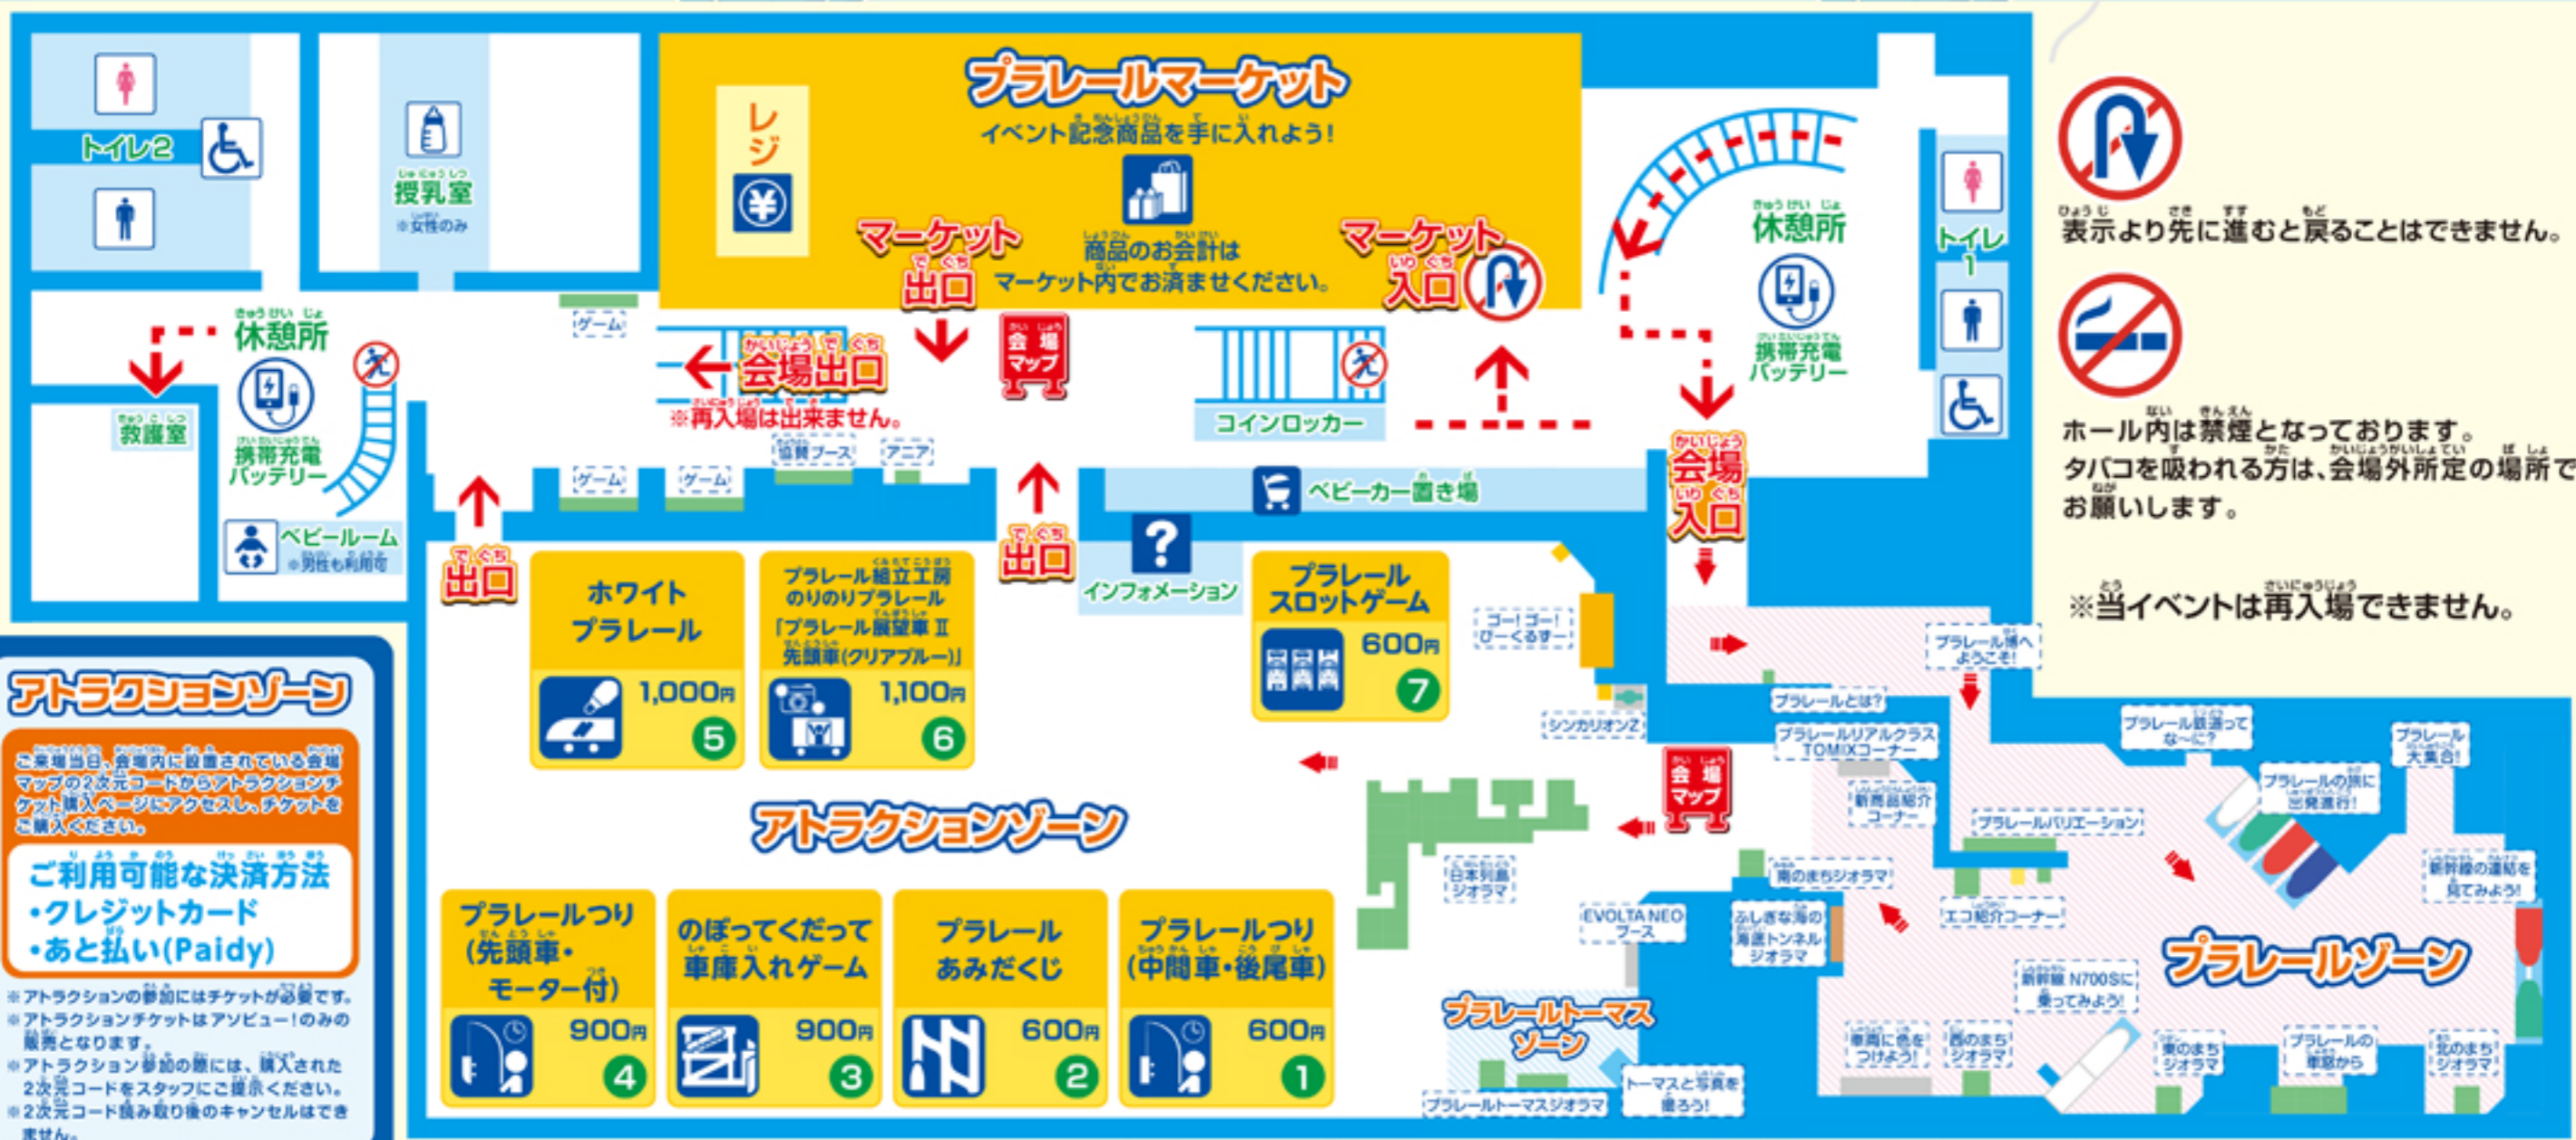 トイレ2
授乳室
※女性のみ
レジ
プラレールマーケット
イベント記念商品を手に入れよう!
商品のお会計は
マーケット内でお済ませください。
マーケット
出口
マーケット
入口
休憩所
携帯充電
バッテリー
トイレ
1
表示より先に進むと戻ることはできません。
ホール内は禁煙となっております。
タバコを吸われる方は、会場外所定の場所で
お願いします。
※当イベントは再入場できません。
休憩所
携帯充電
バッテリー
救護室
ベビールーム
※男性も利用可
ゲーム
会場出口
※再入場は出来ません。
会場
マップ
コインロッカー
ゲーム
ゲーム
協賛ブース
アニア
ベビーカー置き場
会場
入口
出口
出口
インフォメーション
ホワイト
プラレール
1,000円
5
プラレール組立工房
のりのりプラレール
「プラレール展望車Ⅱ
先頭車(クリアブルー)」
1,100円
6
プラレール
スロットゲーム
600円
7
ゴー!ゴー!
びーくるずー
シンカリオンZ
プラレール博へ
ようこそ!
プラレールとは?
プラレールリアルクラス
TOMIXコーナー
新商品紹介
コーナー
プラレールバリエーション
プラレール鉄道って
な~に?
プラレールの旅に
出発進行!
プラレール
大集合!
新幹線の連結を
見てみよう!
会場
マップ
アトラクションゾーン
日本列島
ジオラマ
南のまちジオラマ
エコ紹介コーナー
EVOLTA NEO
ブース
ふしぎな海の
海底トンネル
ジオラマ
プラレールゾーン
新幹線 N700Sに
乗ってみよう!
車両に色を
つけよう!
西のまち
ジオラマ
東のまち
ジオラマ
プラレールの
車窓から
北のまち
ジオラマ
プラレールトーマス
ゾーン
プラレールトーマスジオラマ
トーマスと写真を
撮ろう!
プラレールつり
(先頭車・
モーター付)
900円
4
のぼってくだって
車庫入れゲーム
900円
3
プラレール
あみだくじ
600円
2
プラレールつり
(中間車・後尾車)
600円
1
アトラクションゾーン
ご来場当日、会場内に設置されている会場
マップの2次元コードからアトラクションチ
ケット購入ページにアクセスし、チケットを
ご購入ください。
ご利用可能な決済方法
・クレジットカード
・あと払い(Paidy)
※アトラクションの参加にはチケットが必要です。
※アトラクションチケットはアソビュー!のみの
販売となります。
※アトラクション参加の際には、購入された
2次元コードをスタッフにご提示ください。
※2次元コード読み取り後のキャンセルはでき
ません。